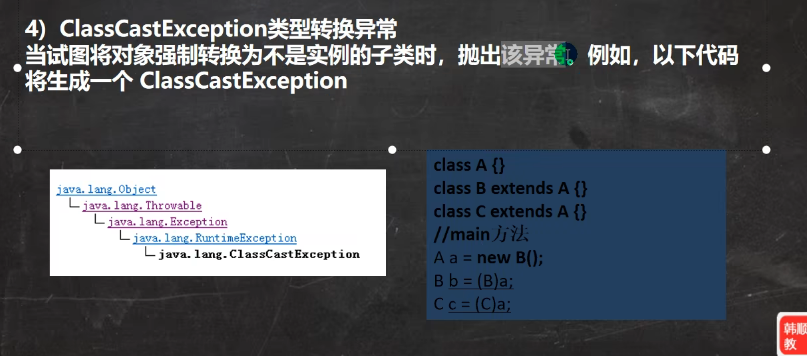 4）ClassCastException类型转换异常
当试图将对象强制转换为不是实例的子类时，抛出该异常。例如，以下代码
将生成一个 ClassCastException
java.lang.Object
java.lang.Throwable
java.lang.Exception
java.lang.RuntimeException
java.lang.ClassCastException
class A {}
class B extends A {}
class C extends A {}
//main方法
A a = new B();
B b = (B)a;
C c = (C)a;
韩顺
教